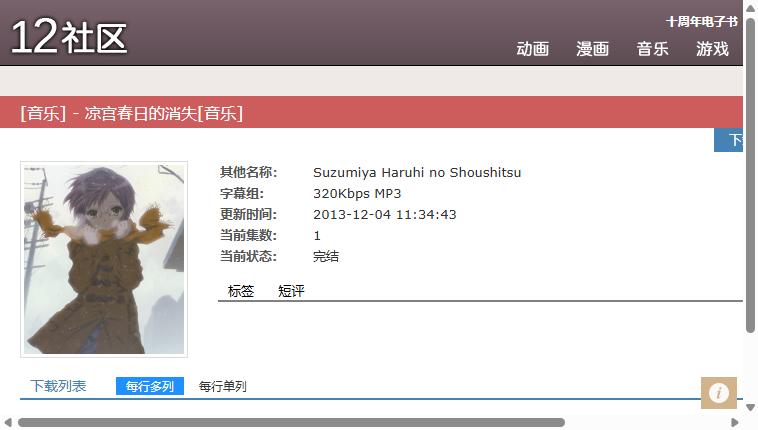 12社区
十周年电子书
动画 漫画 音乐 游戏
[音乐] - 凉宫春日的消失[音乐]
下
其他名称: Suzumiya Haruhi no Shoushitsu
字幕组: 320Kbps MP3
更新时间: 2013-12-04 11:34:43
当前集数: 1
当前状态: 完结
标签 短评
下载列表 每行多列 每行单列
i